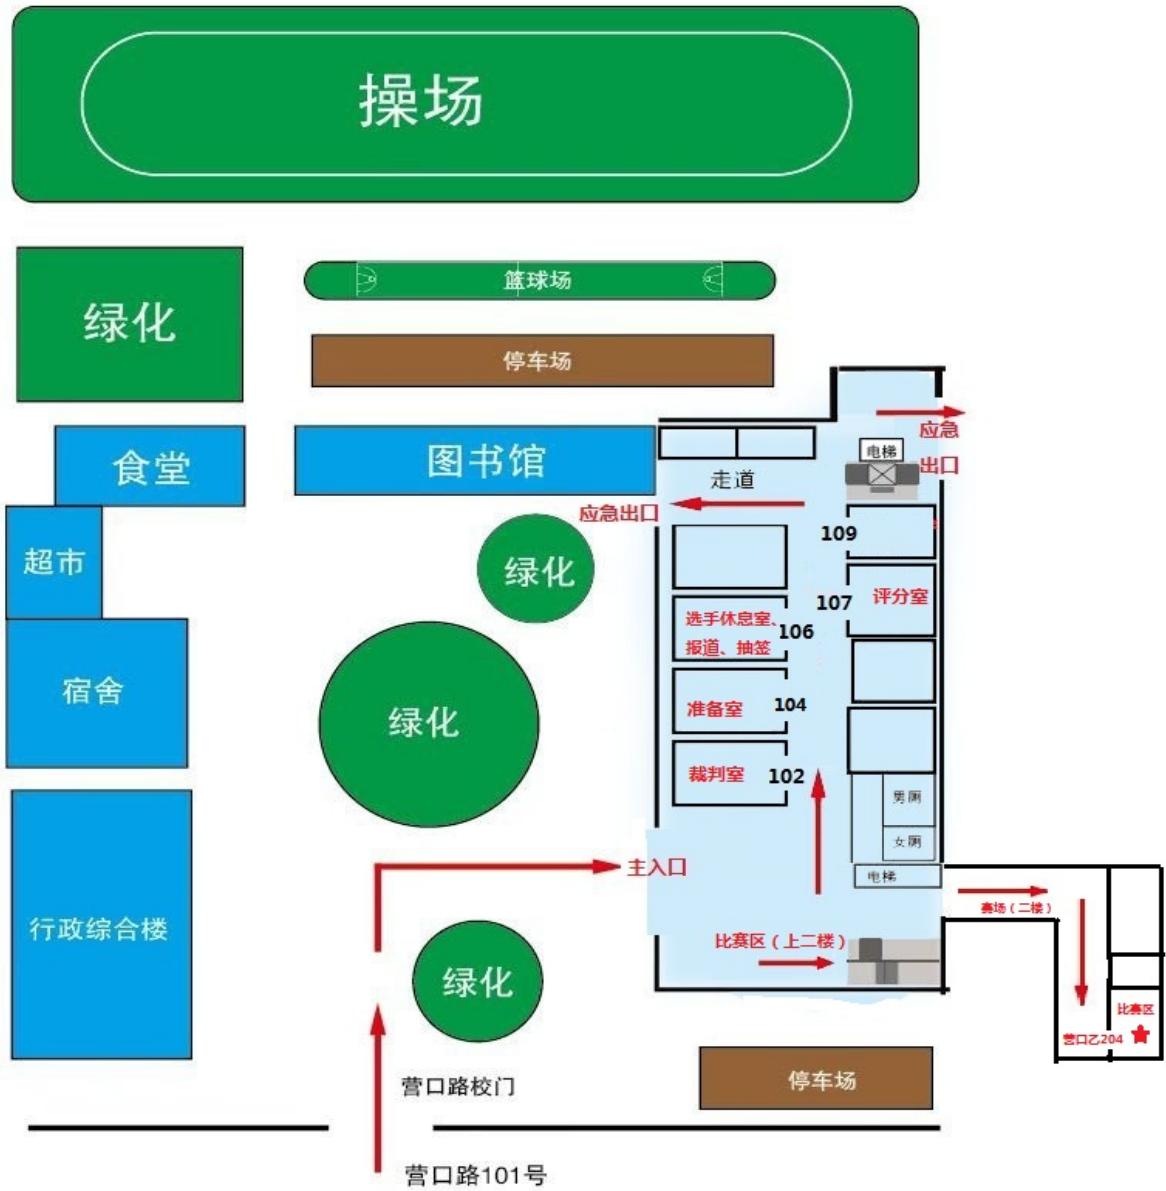 操场
绿化
篮球场
停车场
食堂
图书馆
超市
宿舍
行政综合楼
绿化
绿化
绿化
应急
出口
电梯
走道
应急出口
109
107
评分室
选手休息室、
报道、抽签
106
准备室
104
裁判室
102
男厕
女厕
电梯
主入口
赛场（二楼）
比赛区（上二楼）
比赛区
营口乙204
停车场
营口路校门
营口路101号